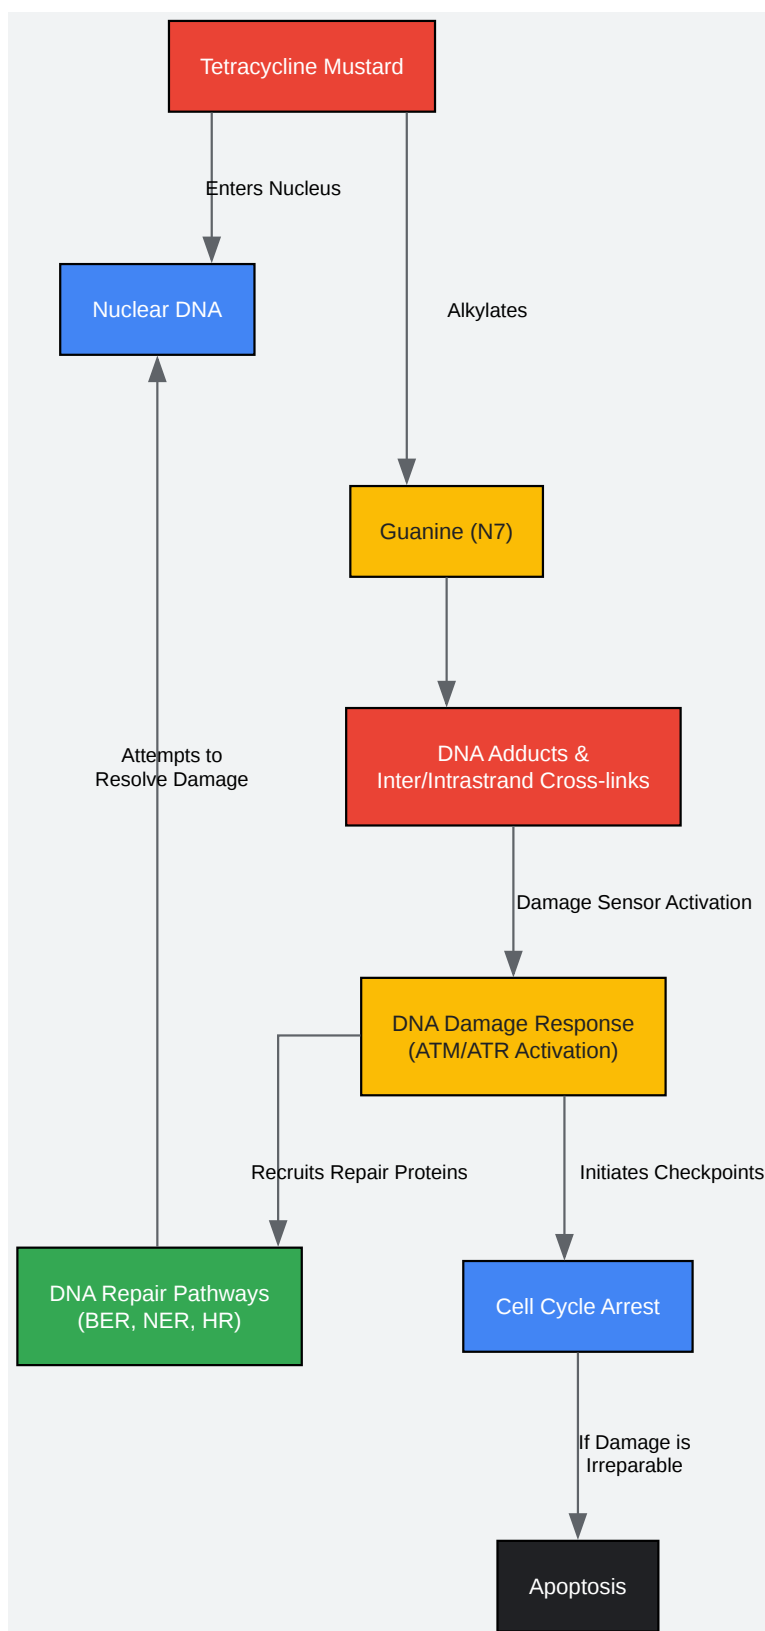 Tetracycline Mustard
Enters Nucleus
Nuclear DNA
Alkylates
Guanine (N7)
Attempts to
Resolve Damage
DNA Adducts &
Inter/Intrastrand Cross-links
Damage Sensor Activation
DNA Damage Response
(ATM/ATR Activation)
Recruits Repair Proteins
Initiates Checkpoints
DNA Repair Pathways
(BER, NER, HR)
Cell Cycle Arrest
If Damage is
Irreparable
Apoptosis